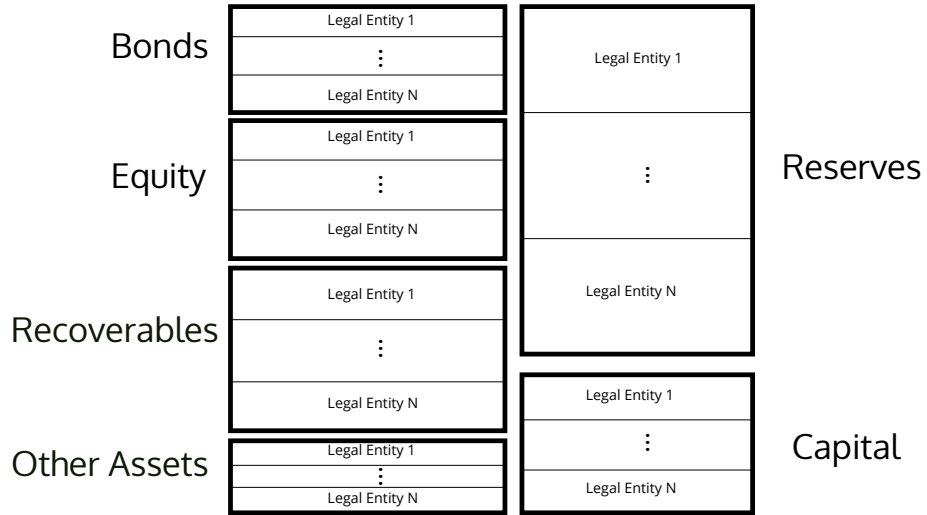 Bonds
Legal Entity 1
⋮
Legal Entity N
Equity
Legal Entity 1
⋮
Legal Entity N
Recoverables
Legal Entity 1
⋮
Legal Entity N
Other Assets
Legal Entity 1
⋮
Legal Entity N
Legal Entity 1
⋮
Legal Entity N
Reserves
Legal Entity 1
⋮
Legal Entity N
Capital